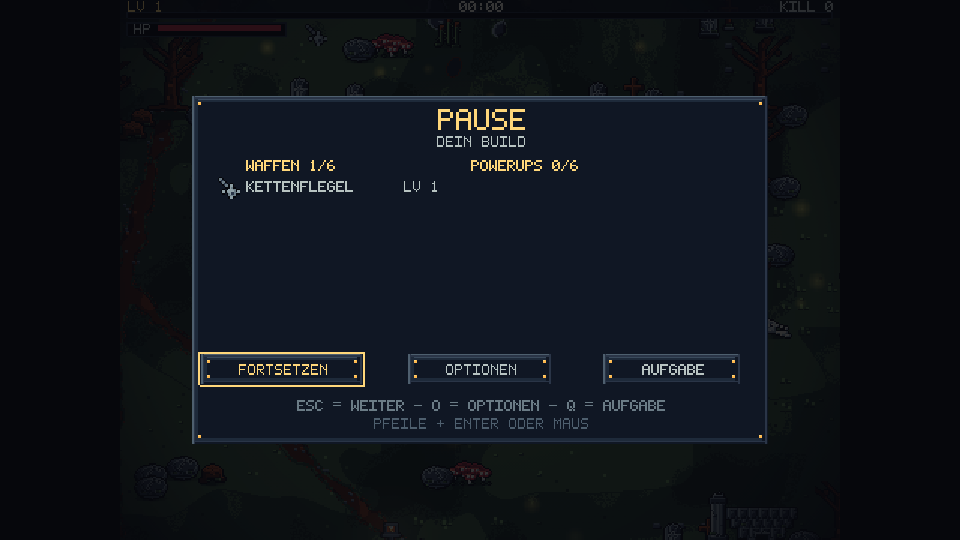 LV 1 00:00 KILL 0
HP
PAUSE
DEIN BUILD
WAFFEN 1/6 POWERUPS 0/6
KETTENFLEGEL LV 1
FORTSETZEN OPTIONEN AUFGABE
ESC = WEITER - O = OPTIONEN - Q = AUFGABE
PFEILE + ENTER ODER MAUS